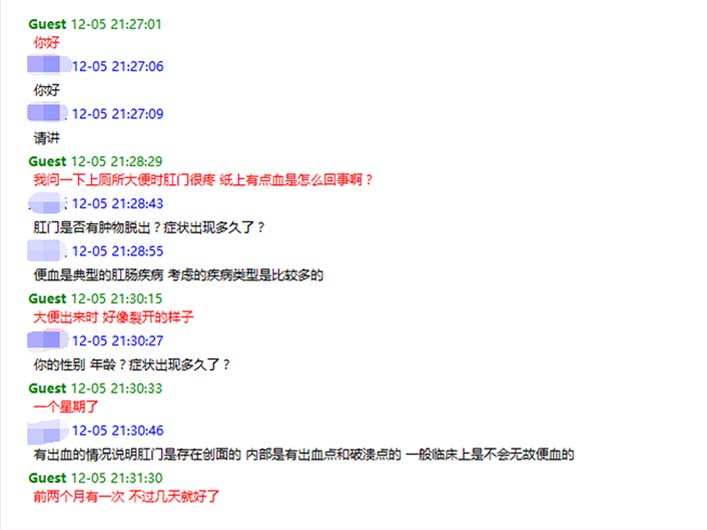 Guest 12-05 21:27:01
你好
12-05 21:27:06
你好
12-05 21:27:09
请讲
Guest 12-05 21:28:29
我问一下上厕所大便时肛门很疼 纸上有点血是怎么回事啊？
12-05 21:28:43
肛门是否有肿物脱出？症状出现多久了？
12-05 21:28:55
便血是典型的肛肠疾病 考虑的疾病类型是比较多的
Guest 12-05 21:30:15
大便出来时 好像裂开的样子
12-05 21:30:27
你的性别 年龄？症状出现多久了？
Guest 12-05 21:30:33
一个星期了
12-05 21:30:46
有出血的情况说明肛门是存在创面的 内部是有出血点和破溃点的 一般临床上是不会无故便血的
Guest 12-05 21:31:30
前两个月有一次 不过几天就好了